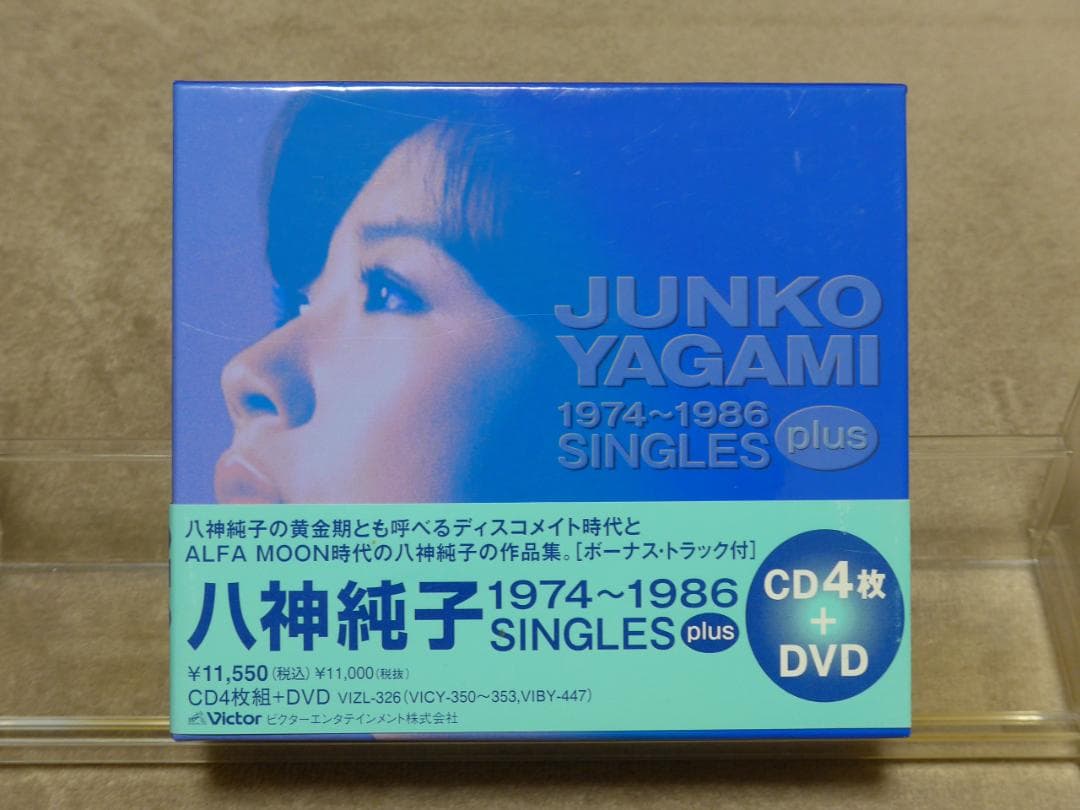 JUNKO
YAGAMI
1974~1986
SINGLES plus
八神純子の黄金期とも呼べるディスコメイト時代と
ALFA MOON時代の八神純子の作品集。[ボーナス・トラック付]
八神純子 1974~1986
SINGLES plus
CD4枚
+
DVD
¥11,550(税込)¥11,000(税抜)
CD4枚組+DVD VIZL-326(VICY-350~353,VIBY-447)
Victor ビクターエンタテインメント株式会社